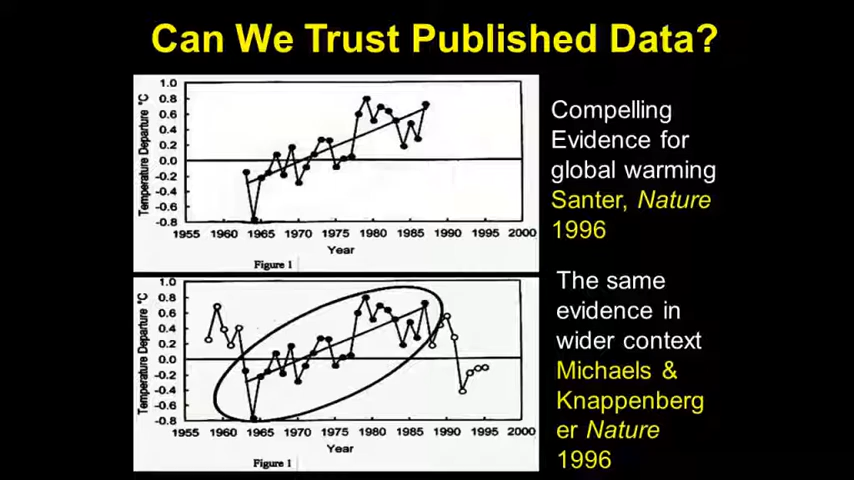 Can We Trust Published Data?
1.0
0.8
0.6
0.4
0.2
0.0
-0.2
-0.4
-0.6
-0.8
Temperature Departure °C
1955 1960 1965 1970 1975 1980 1985 1990 1995 2000
Year
Figure 1
Compelling
Evidence for
global warming
Santer, Nature
1996
1.0
0.8
0.6
0.4
0.2
0.0
-0.2
-0.4
-0.6
-0.8
Temperature Departure °C
1955 1960 1965 1970 1975 1980 1985 1990 1995 2000
Year
Figure 1
The same
evidence in
wider context
Michaels &
Knappenberg
er Nature
1996